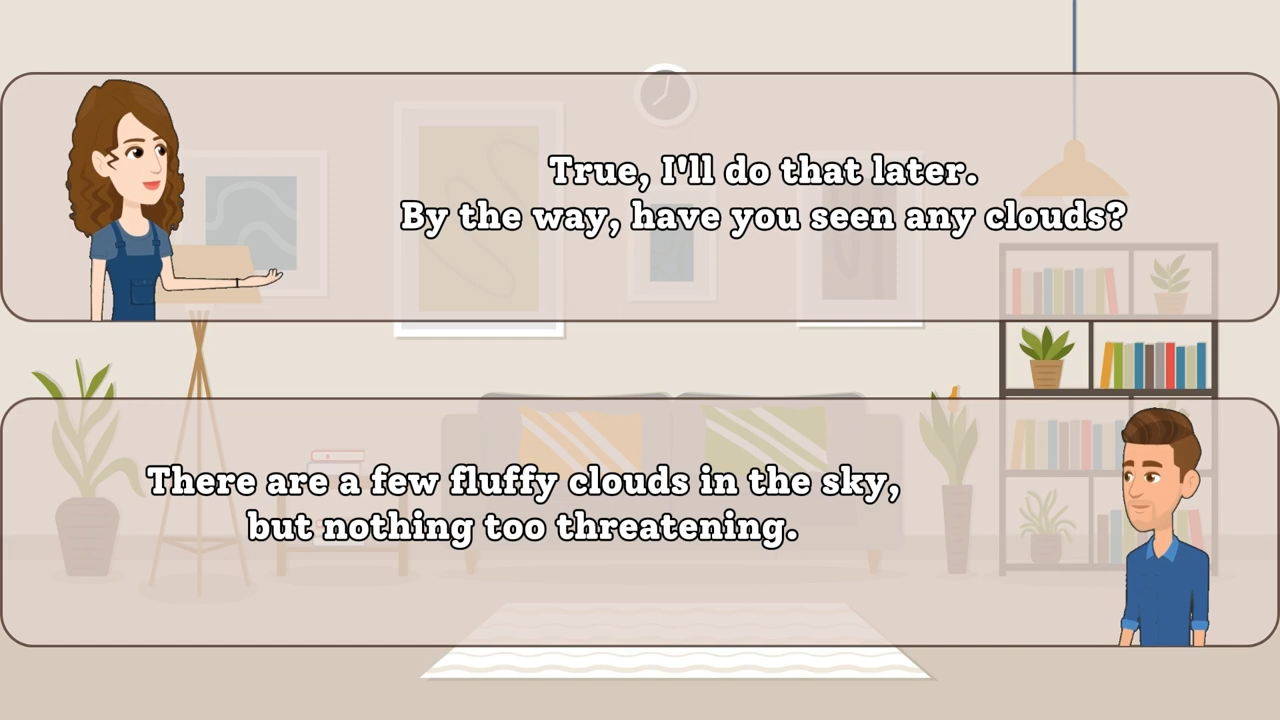 True, I'll do that later.
By the way, have you seen any clouds?
There are a few fluffy clouds in the sky,
but nothing too threatening.